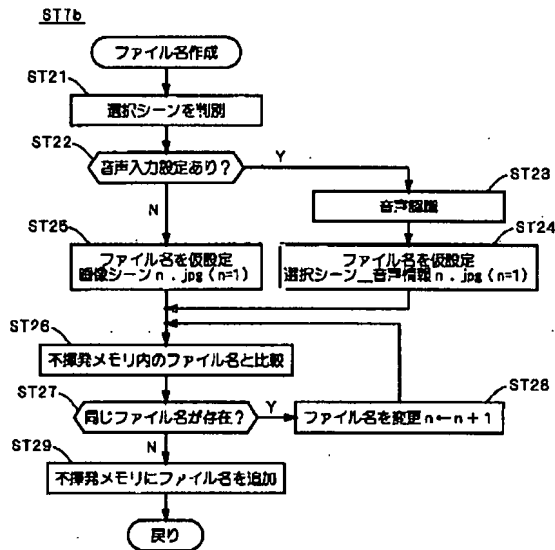 ST7b
ファイル名作成
ST21
選択シーンを判別
ST22
音声入力設定あり?
Y
N
ST23
音声認識
ST25
ファイル名を仮設定
画像シーンn.jpg(n=1)
ST24
ファイル名を仮設定
選択シーン__音声情報n.jpg(n=1)
ST26
不揮発メモリ内のファイル名と比較
ST27
同じファイル名が存在?
Y
N
ST28
ファイル名を変更n←n+1
ST29
不揮発メモリにファイル名を追加
戻り